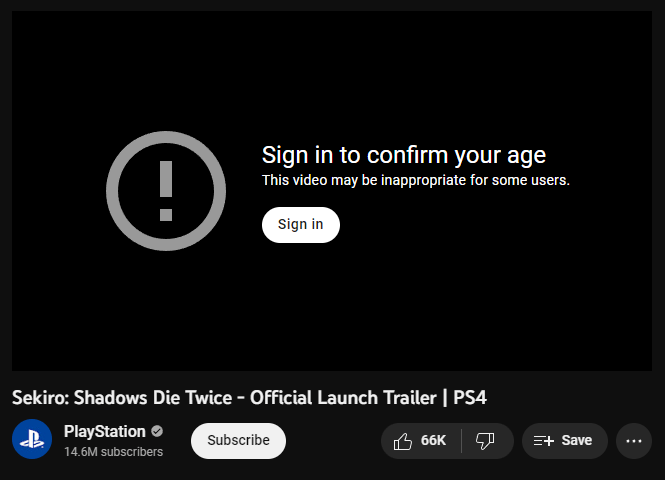 Sign in to confirm your age
This video may be inappropriate for some users.
Sign in
Sekiro: Shadows Die Twice - Official Launch Trailer | PS4
PlayStation
14.6M subscribers
Subscribe
66K
Save